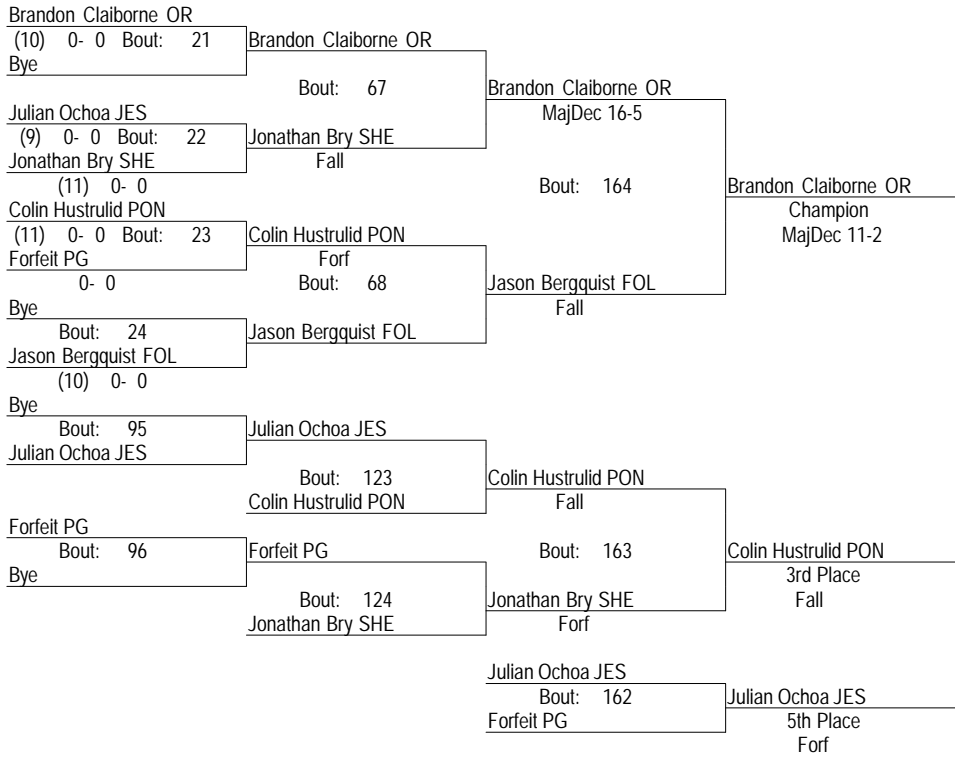 Brandon Claiborne OR
(10) 0- 0 Bout: 21
Brandon Claiborne OR
Bye
Bout: 67
Brandon Claiborne OR
Julian Ochoa JES
MajDec 16-5
(9) 0- 0 Bout: 22
Jonathan Bry SHE
Jonathan Bry SHE
Fall
(11) 0- 0
Bout: 164
Brandon Claiborne OR
Colin Hustrulid PON
Champion
(11) 0- 0 Bout: 23
Colin Hustrulid PON
MajDec 11-2
Forfeit PG
Forf
0- 0
Bout: 68
Jason Bergquist FOL
Bye
Fall
Bout: 24
Jason Bergquist FOL
Jason Bergquist FOL
(10) 0- 0
Bye
Bout: 95
Julian Ochoa JES
Julian Ochoa JES
Bout: 123
Colin Hustrulid PON
Colin Hustrulid PON
Fall
Forfeit PG
Bout: 96
Forfeit PG
Bout: 163
Colin Hustrulid PON
Bye
3rd Place
Bout: 124
Jonathan Bry SHE
Fall
Jonathan Bry SHE
Forf
Julian Ochoa JES
Bout: 162
Julian Ochoa JES
Forfeit PG
5th Place
Forf